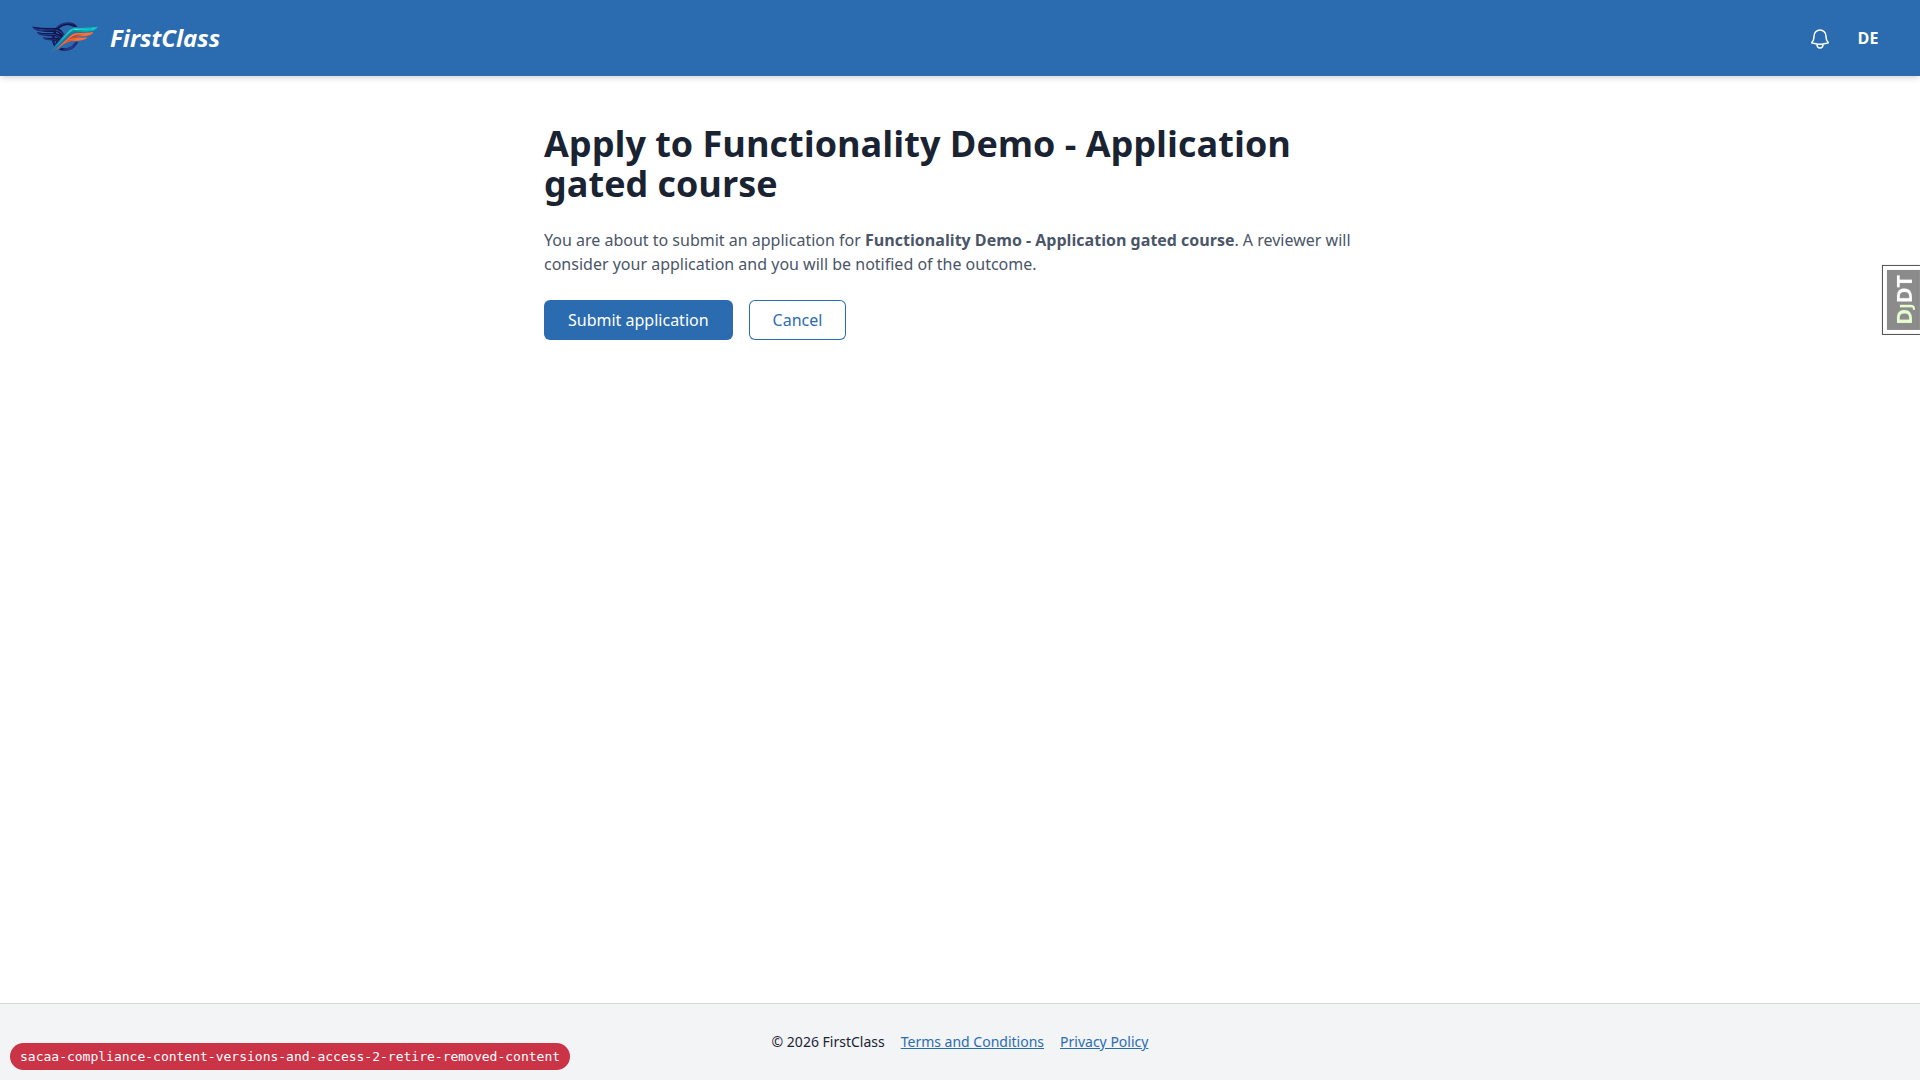 FirstClass
DE
Apply to Functionality Demo - Application
gated course
You are about to submit an application for Functionality Demo - Application gated course. A reviewer will
consider your application and you will be notified of the outcome.
Submit application
Cancel
DJDT
© 2026 FirstClass
Terms and Conditions
Privacy Policy
sacaa-compliance-content-versions-and-access-2-retire-removed-content